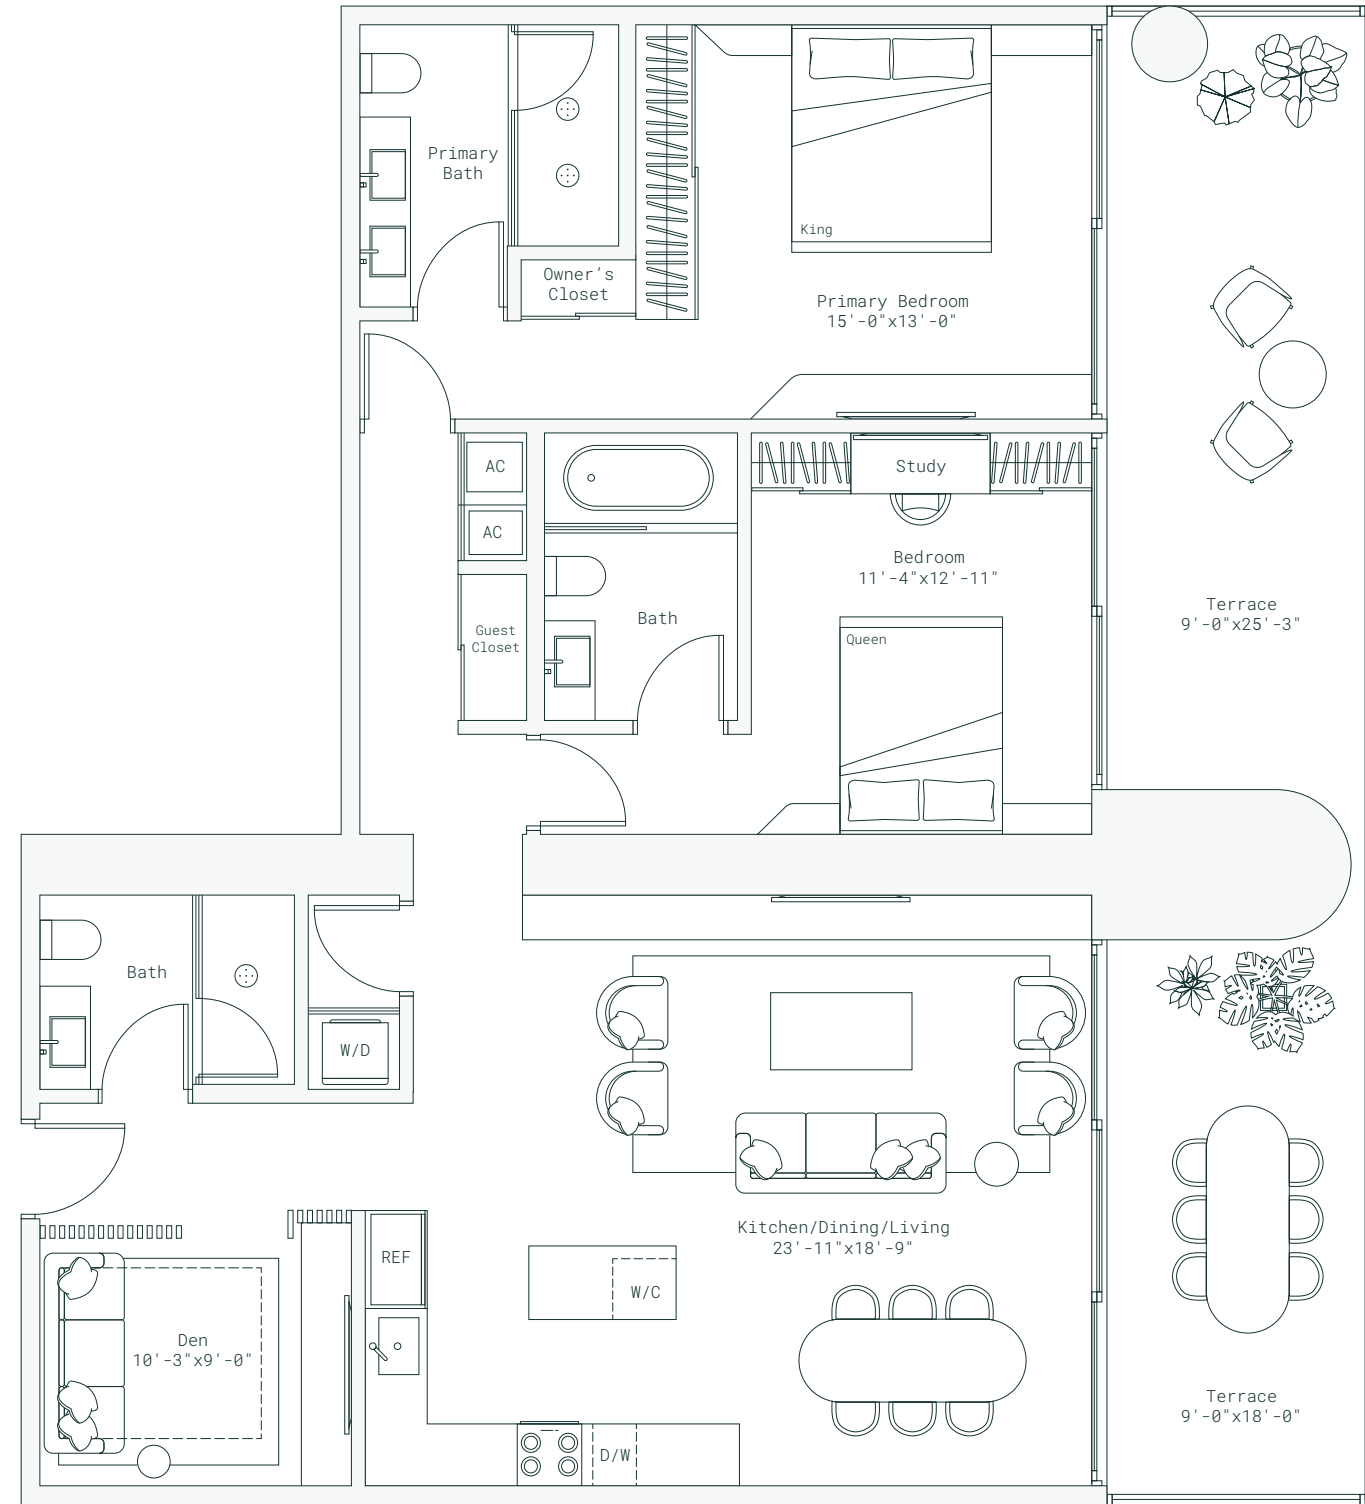 Primary
Bath
King
Owner's
Closet
Primary Bedroom
15'-0"x13'-0"
AC
Study
AC
Bedroom
11'-4"x12'-11"
Terrace
9'-0"x25'-3"
Bath
Guest
Closet
Queen
Bath
W/D
Kitchen/Dining/Living
23'-11"x18'-9"
REF
W/C
Den
10'-3"x9'-0"
Terrace
9'-0"x18'-0"
D/W